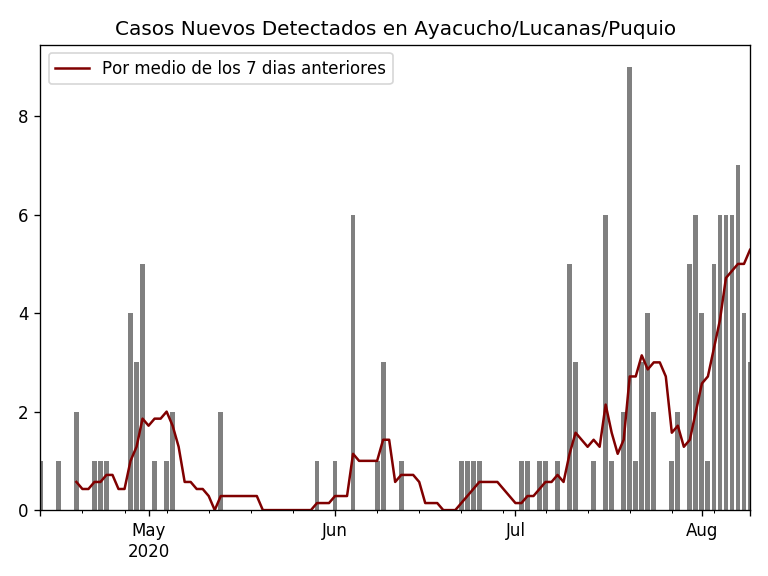 Casos Nuevos Detectados en Ayacucho/Lucanas/Puquio
Por medio de los 7 dias anteriores
8
6
4
2
0
May
2020
Jun
Jul
Aug